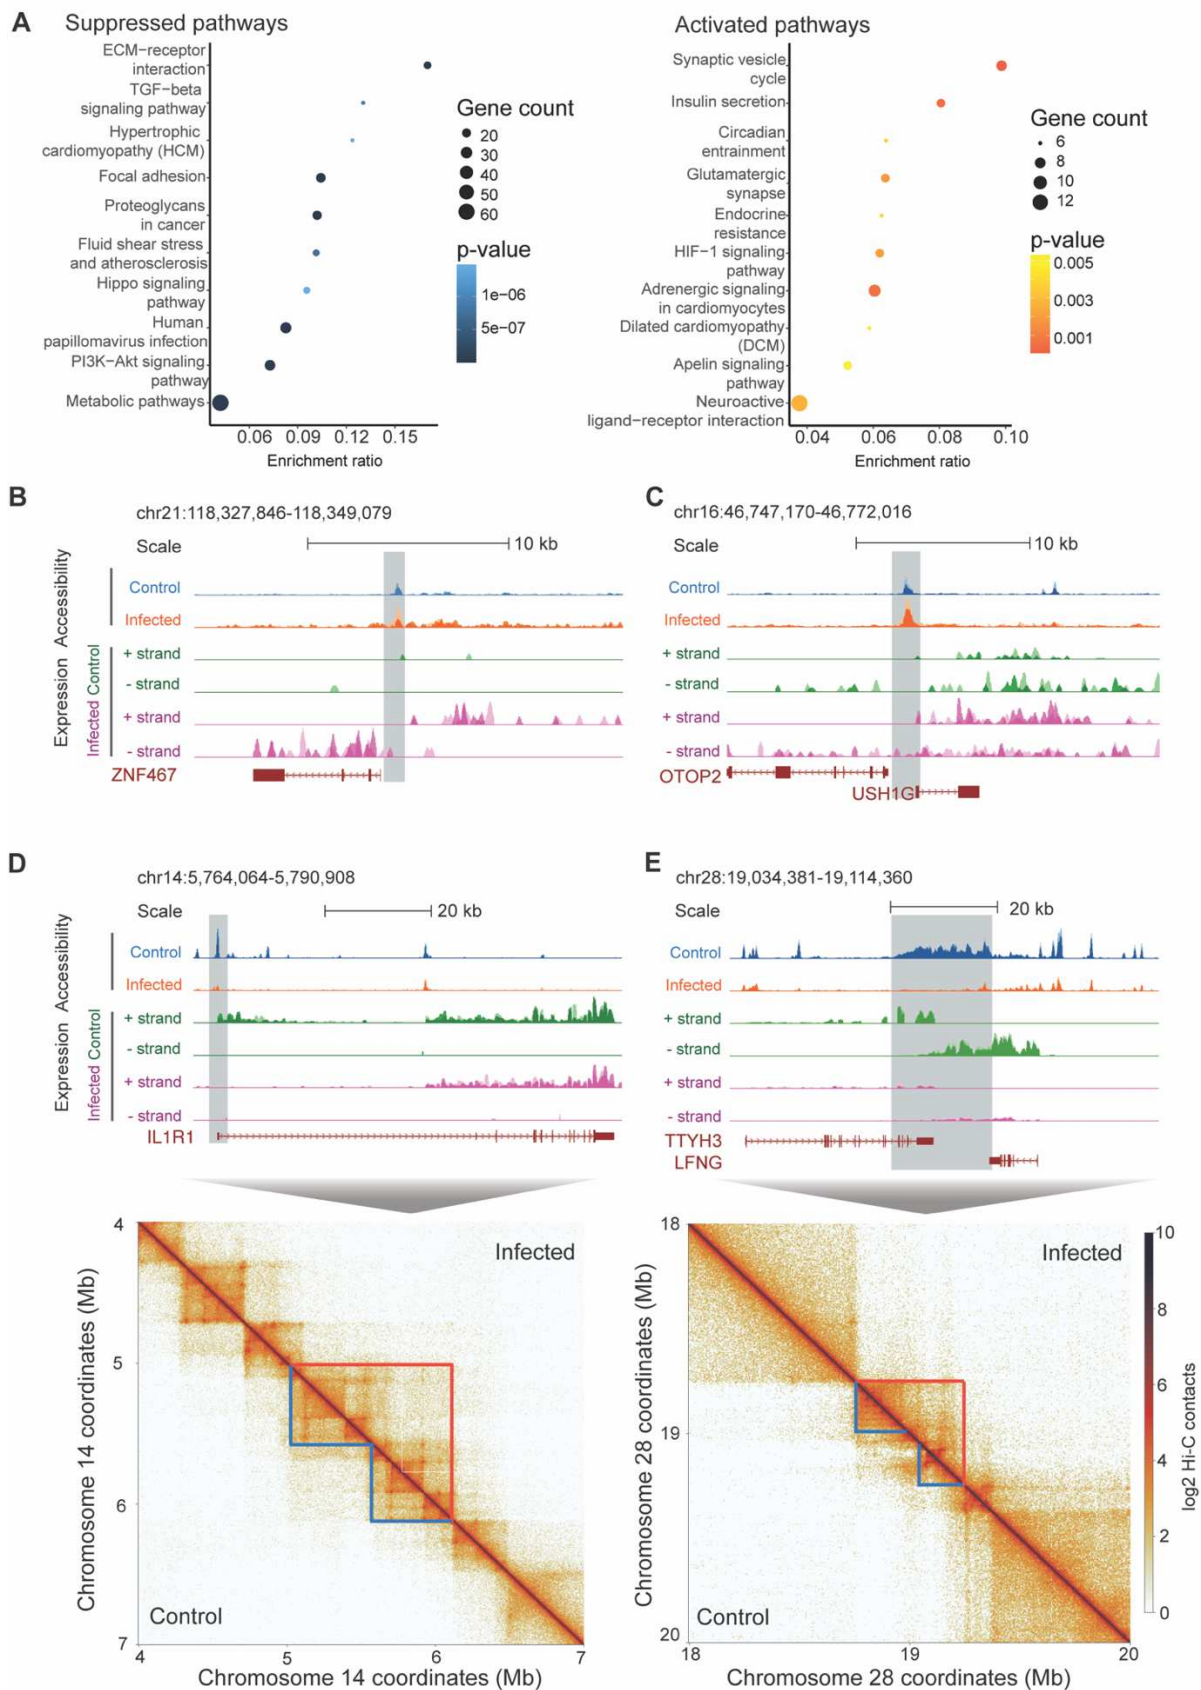 A
Suppressed pathways
ECM−receptor
interaction
TGF−beta
signaling pathway
Hypertrophic
cardiomyopathy (HCM)
Focal adhesion
Proteoglycans
in cancer
Fluid shear stress
and atherosclerosis
Hippo signaling
pathway
Human
papillomavirus infection
PI3K−Akt signaling
pathway
Metabolic pathways
0.06 0.09 0.12 0.15
Enrichment ratio
Gene count
20
30
40
50
60
p-value
1e−06
5e−07
Activated pathways
Synaptic vesicle
cycle
Insulin secretion
Circadian
entrainment
Glutamatergic
synapse
Endocrine
resistance
HIF−1 signaling
pathway
Adrenergic signaling
in cardiomyocytes
Dilated cardiomyopathy
(DCM)
Apelin signaling
pathway
Neuroactive
ligand−receptor interaction
0.04 0.06 0.08 0.10
Enrichment ratio
Gene count
6
8
10
12
p-value
0.005
0.003
0.001
B
chr21:118,327,846-118,349,079
Scale
10 kb
Expression Accessibility
Infected Control
Control
Infected
+ strand
- strand
+ strand
- strand
ZNF467
C
chr16:46,747,170-46,772,016
Scale
10 kb
Control
Infected
+ strand
- strand
+ strand
- strand
OTOP2
USH1G
D
chr14:5,764,064-5,790,908
Scale
20 kb
Expression Accessibility
Infected Control
Control
Infected
+ strand
- strand
+ strand
- strand
IL1R1
E
chr28:19,034,381-19,114,360
Scale
20 kb
Control
Infected
+ strand
- strand
+ strand
- strand
TTYH3
LFNG
Chromosome 14 coordinates (Mb)
4
5
6
7
Infected
Control
4 5 6 7
Chromosome 14 coordinates (Mb)
Chromosome 28 coordinates (Mb)
18
19
20
Infected
Control
18 19 20
Chromosome 28 coordinates (Mb)
10
8
6
4
2
0
log2 Hi-C contacts